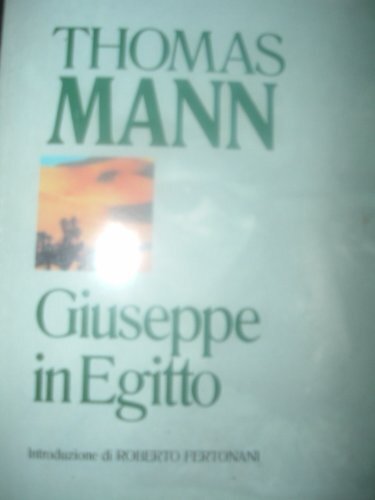 THOMAS
MANN
Giuseppe
in Egitto
Introduzione di ROBERTO FERTONANI